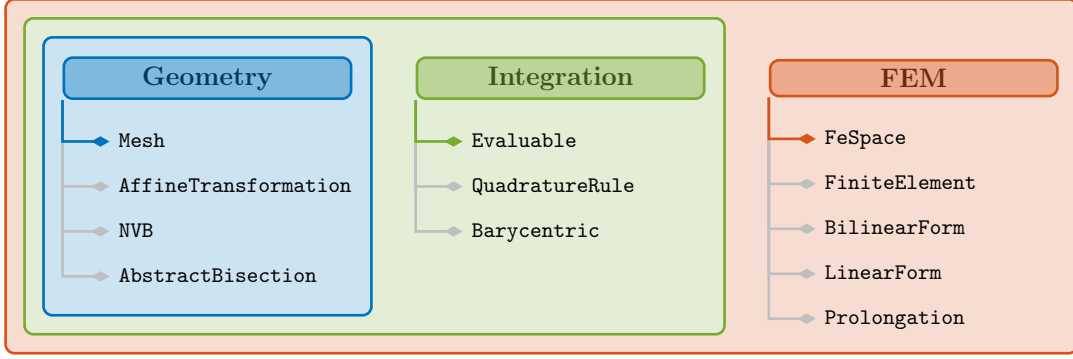 Geometry
Mesh
AffineTransformation
NVB
AbstractBisection
Integration
Evaluable
QuadratureRule
Barycentric
FEM
FeSpace
FiniteElement
BilinearForm
LinearForm
Prolongation